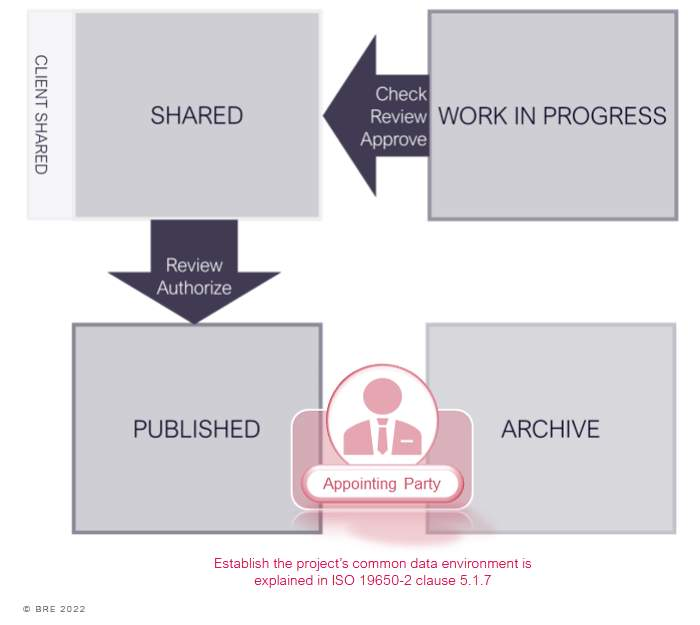 CLIENT SHARED
SHARED
Check
Review
Approve
WORK IN PROGRESS
Review
Authorize
PUBLISHED
ARCHIVE
Appointing Party
Establish the project's common data environment is
explained in ISO 19650-2 clause 5.1.7
© BRE 2022